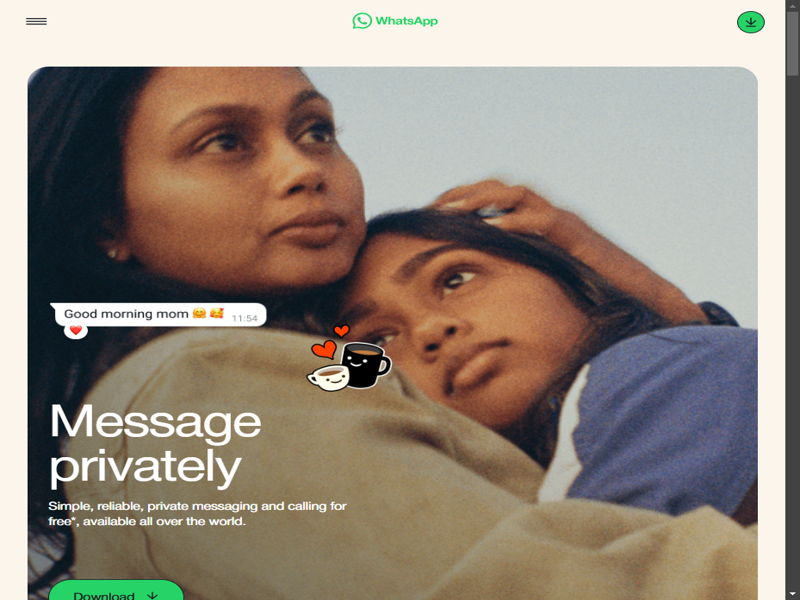 WhatsApp
Good morning mom 🤗 🥰 11:54
Message
privately
Simple, reliable, private messaging and calling for
free*, available all over the world.
Download